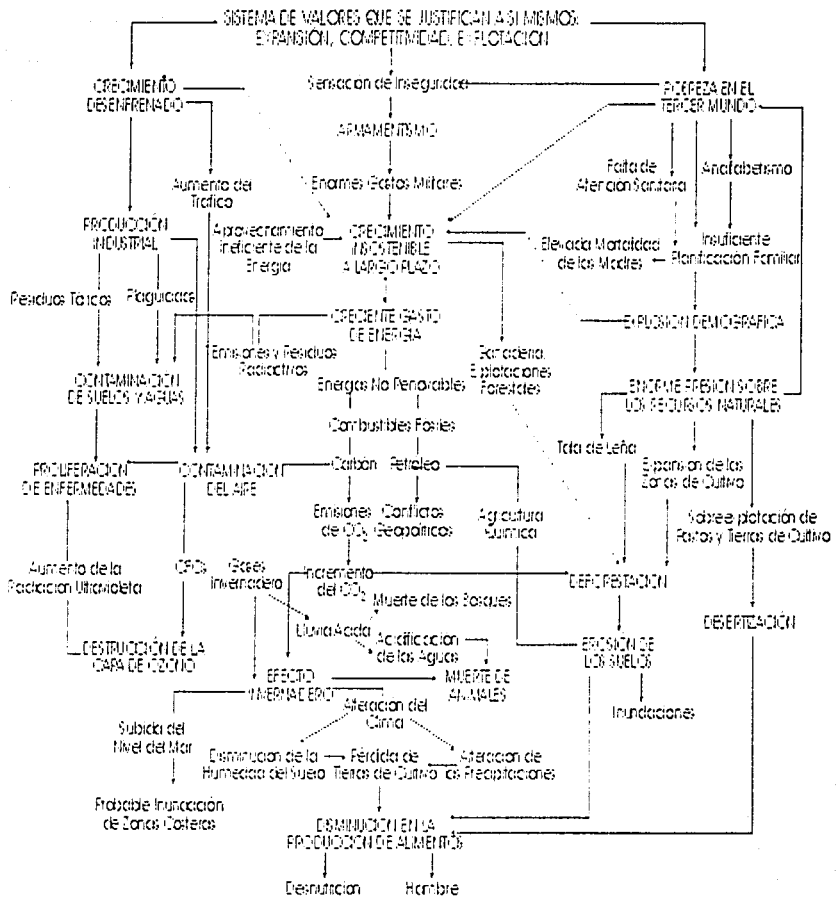 SISTEMA DE VALORES QUE SE JUSTIFICAN A SI MISMOS:
EXPANSIÓN, COMPETITIVIDAD, EXPLOTACIÓN
CRECIMIENTO
DESENFRENADO
Sensación de Inseguridad
POBREZA EN EL
TERCER MUNDO
ARMAMENTISMO
Aumento del
Tráfico
Enormes Gastos Militares
Falta de
Atención Sanitaria
Analfabetismo
PRODUCCIÓN
INDUSTRIAL
Aprovechamiento
Ineficiente de la
Energía
CRECIMIENTO
INSOSTENIBLE
A LARGO PLAZO
Elevada Mortalidad
de las Madres
Insuficiente
Planificación Familiar
Residuos Tóxicos
Plaguicidas
CRECIENTE GASTO
DE ENERGÍA
EXPLOSIÓN DEMOGRÁFICA
Emisiones y Residuos
Radiactivos
Ganadería,
Explotaciones
Forestales
CONTAMINACIÓN
DE SUELOS Y AGUAS
Energías No Renovables
ENORME PRESIÓN SOBRE
LOS RECURSOS NATURALES
Combustibles Fósiles
Tala de Leña
Expansión de las
Zonas de Cultivo
PROLIFERACIÓN
DE ENFERMEDADES
CONTAMINACIÓN
DEL AIRE
Carbón
Petróleo
Emisiones
de CO2
Conflictos
Geopolíticos
Agricultura
Química
Sobreexplotación de
Pastos y Tierras de Cultivo
Aumento de la
Radiación Ultravioleta
CFCs
Gases
Invernadero
Incremento
del CO2
DEFORESTACIÓN
Muerte de los Bosques
Lluvia Ácida
DESERTIZACIÓN
DESTRUCCIÓN DE LA
CAPA DE OZONO
Acidificación
de las Aguas
EROSIÓN DE
LOS SUELOS
EFECTO
INVERNADERO
MUERTE DE
ANIMALES
Alteración del
Clima
Inundaciones
Subida del
Nivel del Mar
Disminución de la
Humedad del Suelo
Pérdida de
Tierras de Cultivo
Alteración de
las Precipitaciones
Probable Inundación
de Zonas Costeras
DISMINUCIÓN EN LA
PRODUCCIÓN DE ALIMENTOS
Desnutrición
Hambre